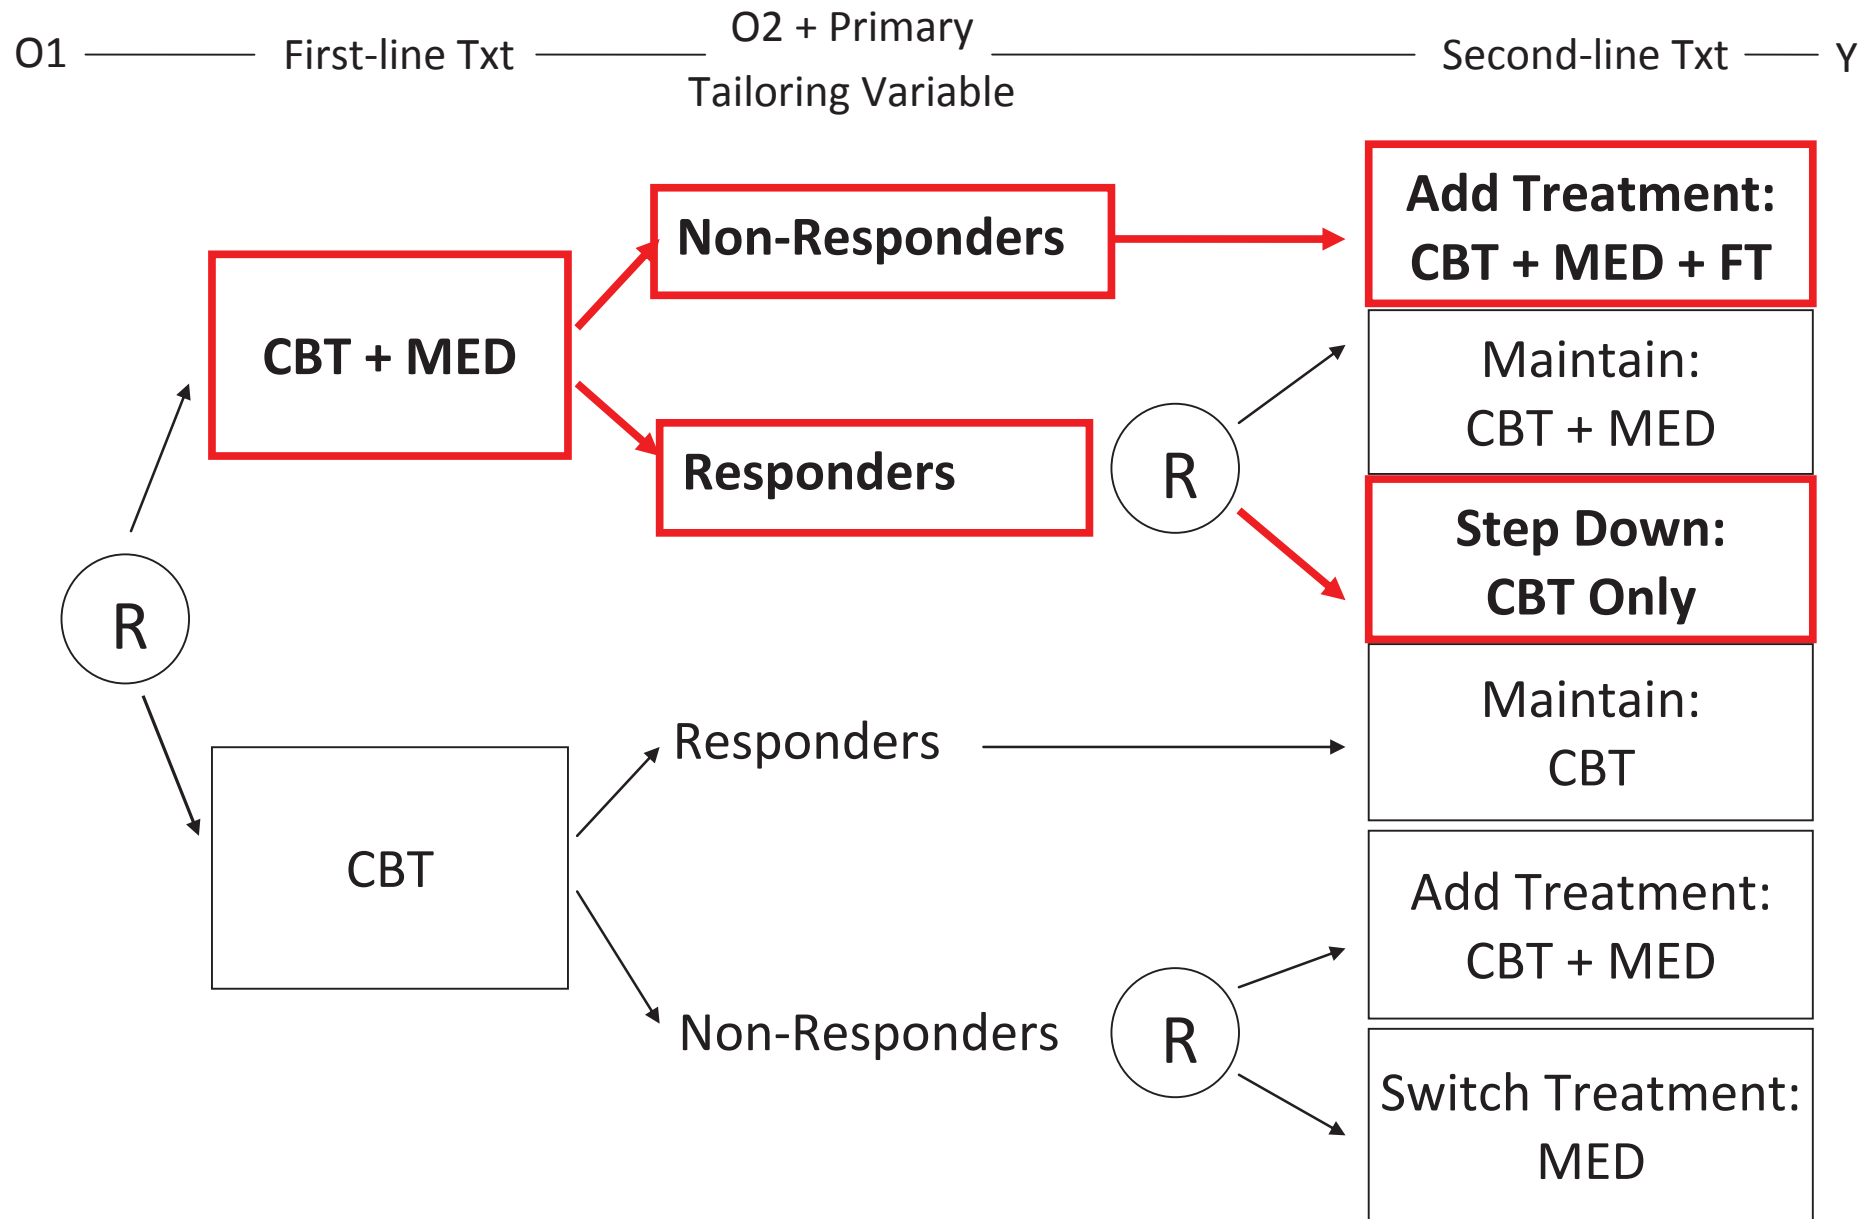 O1
First-line Txt
O2 + Primary
Tailoring Variable
Second-line Txt
Y
R
CBT + MED
Non-Responders
Responders
R
Add Treatment:
CBT + MED + FT
Maintain:
CBT + MED
Step Down:
CBT Only
CBT
Responders
Non-Responders
R
Maintain:
CBT
Add Treatment:
CBT + MED
Switch Treatment:
MED